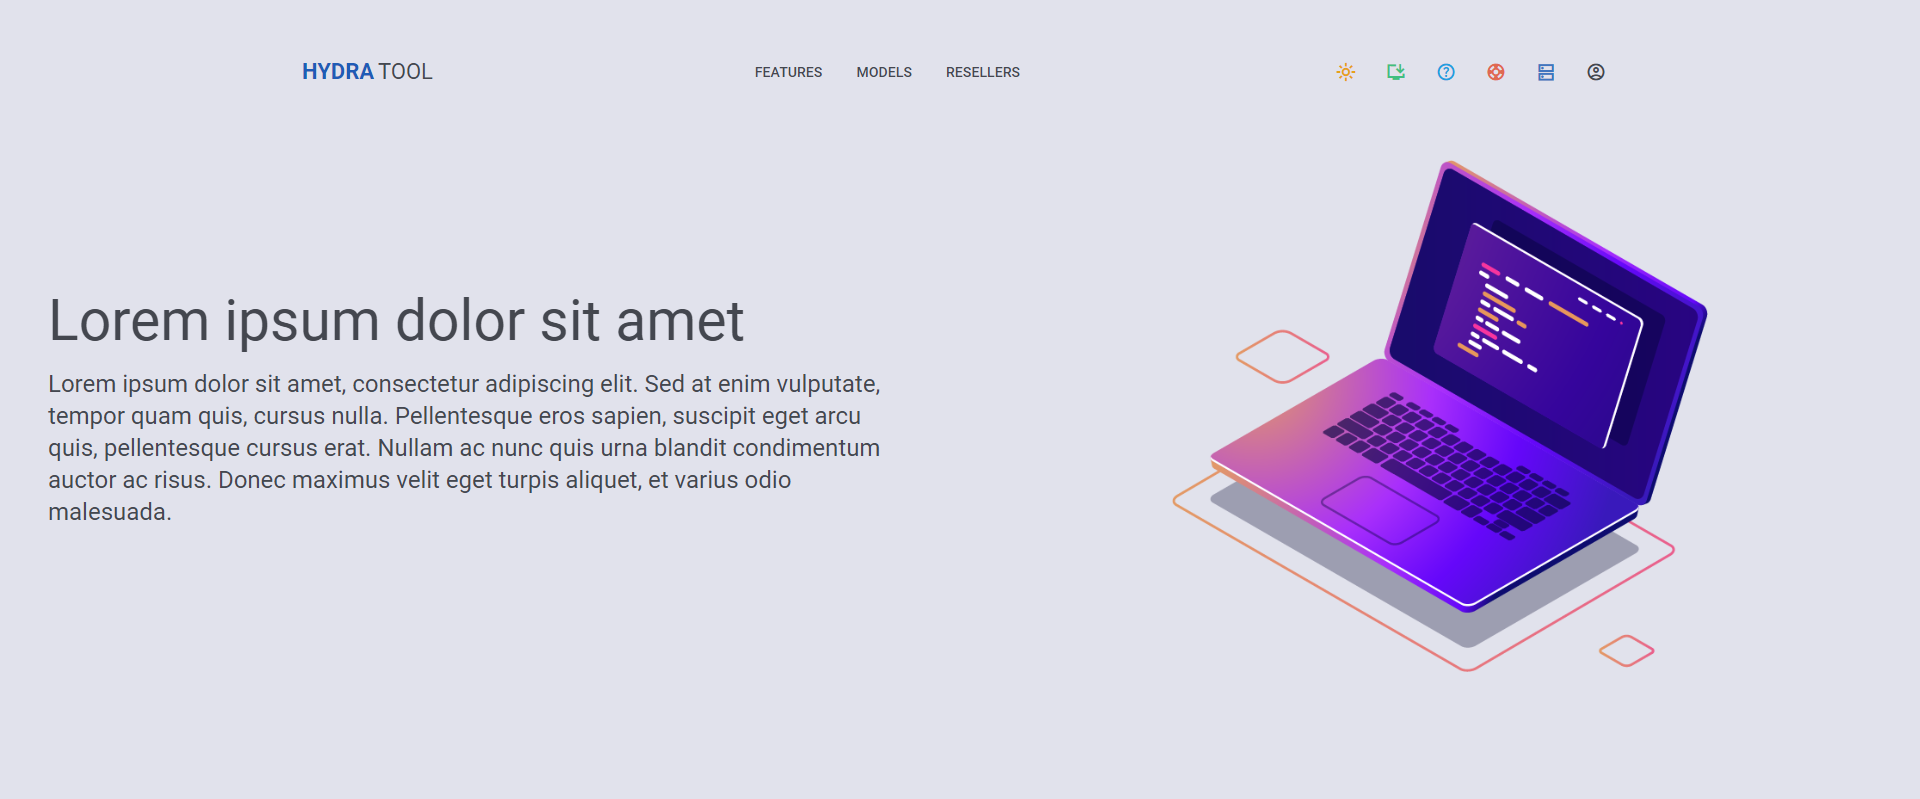 HYDRA TOOL
FEATURES MODELS RESELLERS
Lorem ipsum dolor sit amet
Lorem ipsum dolor sit amet, consectetur adipiscing elit. Sed at enim vulputate,
tempor quam quis, cursus nulla. Pellentesque eros sapien, suscipit eget arcu
quis, pellentesque cursus erat. Nullam ac nunc quis urna blandit condimentum
auctor ac risus. Donec maximus velit eget turpis aliquet, et varius odio
malesuada.